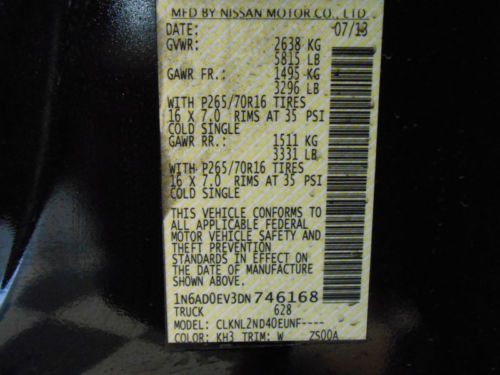 MFD BY NISSAN MOTOR CO., LTD
DATE: 07/13
GVWR: 2638 KG
5815 LB
GAWR FR.: 1495 KG
3296 LB
WITH P265/70R16 TIRES
16 X 7.0 RIMS AT 35 PSI
COLD SINGLE
GAWR RR.: 1511 KG
3331 LB
WITH P265/70R16 TIRES
16 X 7.0 RIMS AT 35 PSI
COLD SINGLE
THIS VEHICLE CONFORMS TO
ALL APPLICABLE FEDERAL
MOTOR VEHICLE SAFETY AND
THEFT PREVENTION
STANDARDS IN EFFECT ON
THE DATE OF MANUFACTURE
SHOWN ABOVE.
1N6AD0EV3DN746168
TRUCK 628
MODEL: CLKNL2ND40EUNF----
COLOR: KH3 TRIM: W ZS00A